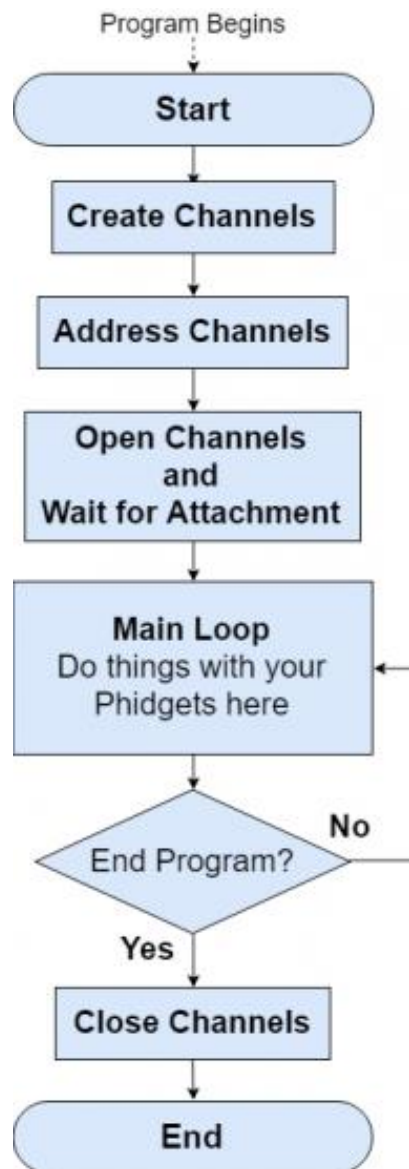 Program Begins
Start
Create Channels
Address Channels
Open Channels
and
Wait for Attachment
Main Loop
Do things with your
Phidgets here
End Program?
No
Yes
Close Channels
End